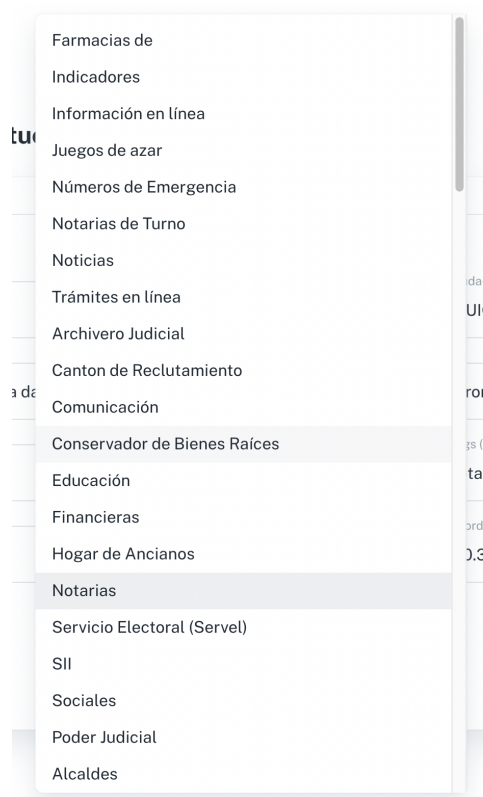 Farmacias de
Indicadores
Información en línea
Juegos de azar
Números de Emergencia
Notarias de Turno
Noticias
Trámites en línea
Archivero Judicial
Canton de Reclutamiento
Comunicación
Conservador de Bienes Raíces
Educación
Financieras
Hogar de Ancianos
Notarias
Servicio Electoral (Servel)
SII
Sociales
Poder Judicial
Alcaldes